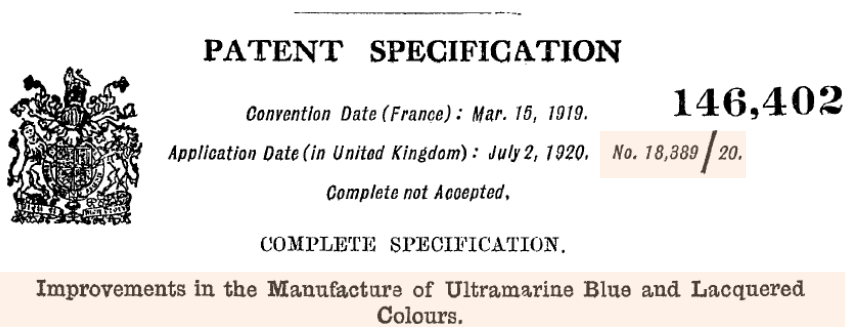 PATENT SPECIFICATION
Convention Date (France): Mar. 15, 1919. 146,402
Application Date (in United Kingdom): July 2, 1920. No. 18,389/20.
Complete not Accepted.
COMPLETE SPECIFICATION.
Improvements in the Manufacture of Ultramarine Blue and Lacquered
Colours.